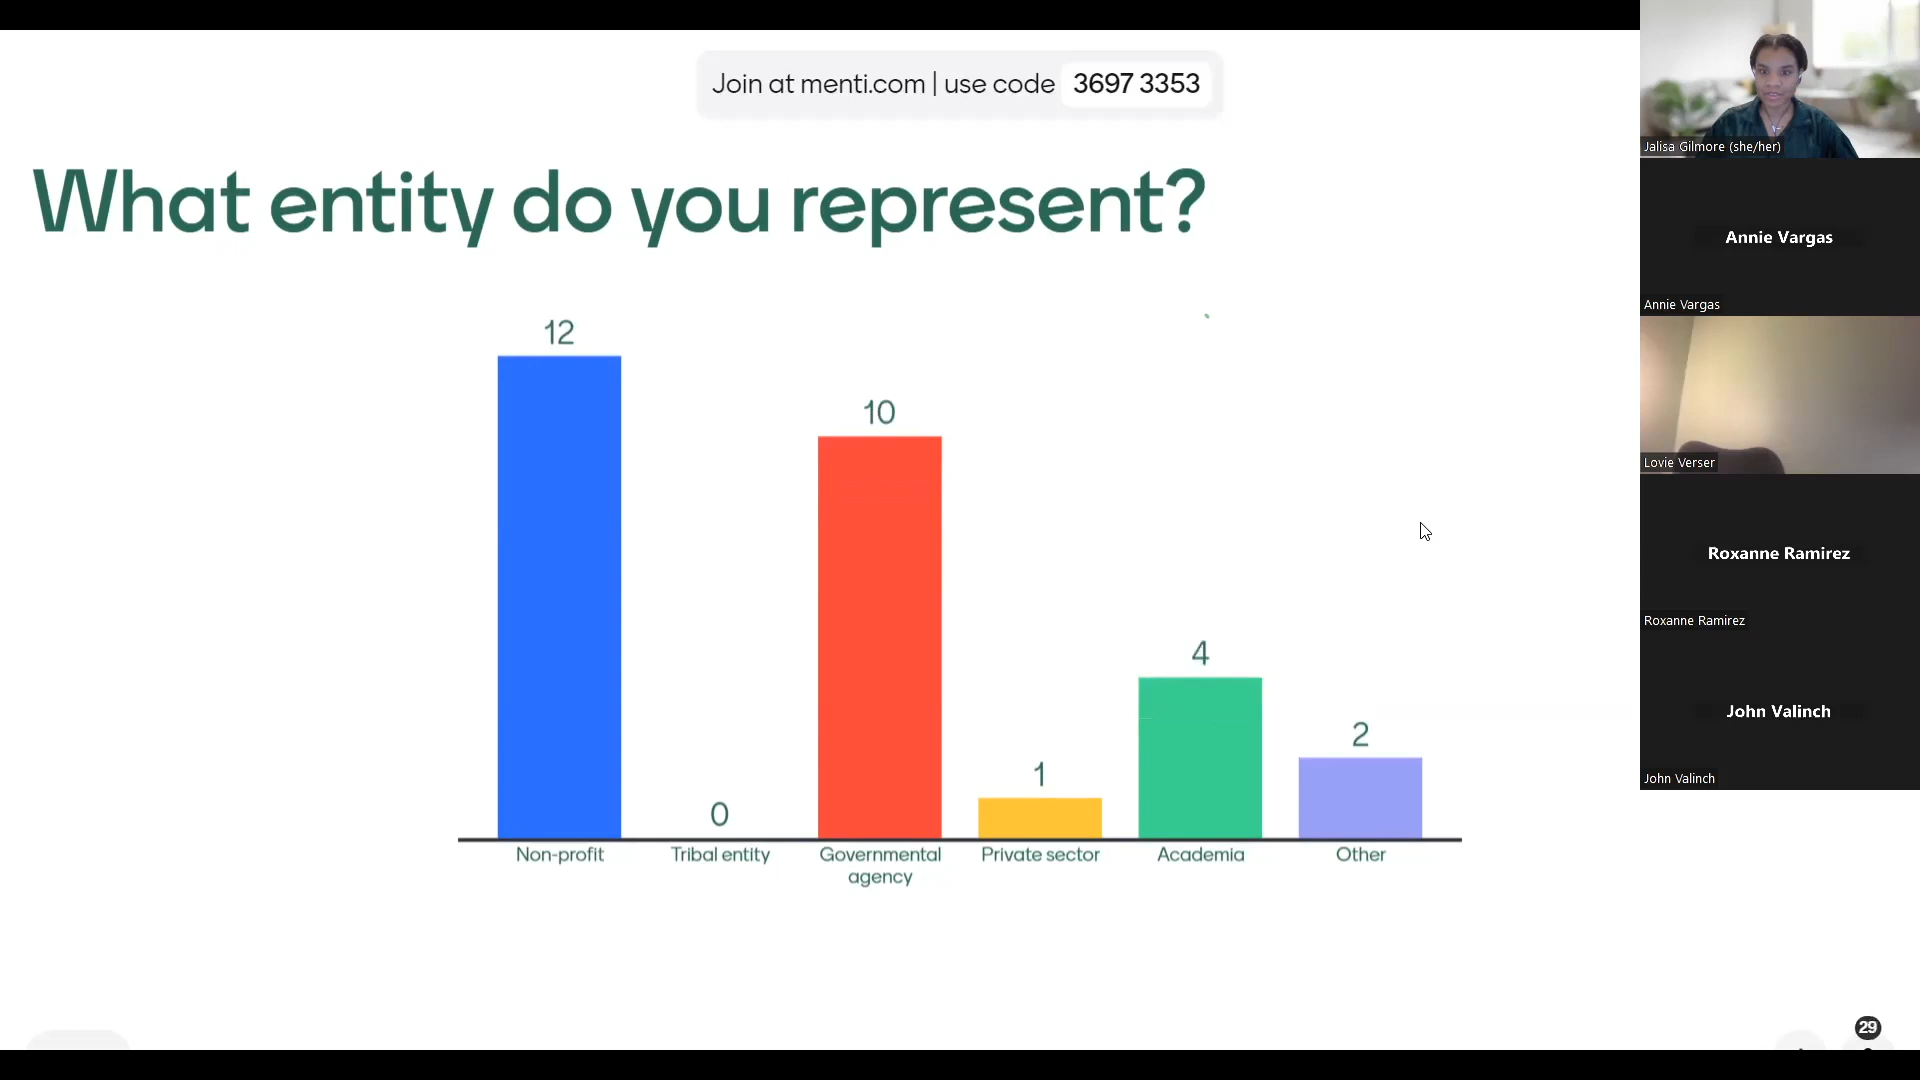 Join at menti.com | use code 3697 3353
What entity do you represent?
12
0
10
1
4
2
Non-profit
Tribal entity
Governmental
agency
Private sector
Academia
Other
29
Jalisa Gilmore (she/her)
Annie Vargas
Annie Vargas
Lovie Verser
Roxanne Ramirez
Roxanne Ramirez
John Valinch
John Valinch